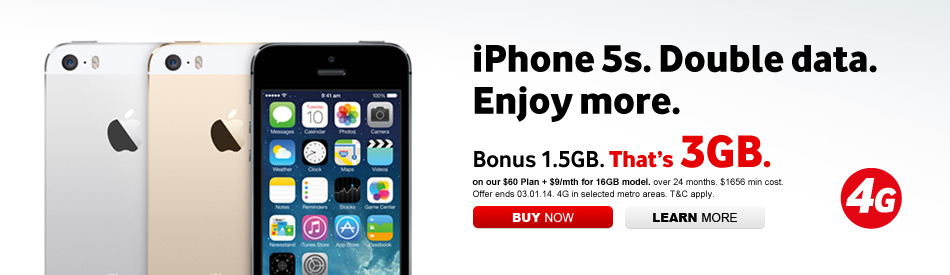 iPhone 5s. Double data.
Enjoy more.
Bonus 1.5GB. That's 3GB.
on our $60 Plan + $9/mth for 16GB model. over 24 months. $1656 min cost.
Offer ends 03.01.14. 4G in selected metro areas. T&C apply.
BUY NOW
LEARN MORE
4G
9:41 am 100%
Tuesday
10
Messages Calendar Photos Camera
Weather Clock Maps Videos
Notes Reminders Stocks Game Center
Newsstand iTunes Store App Store Passbook